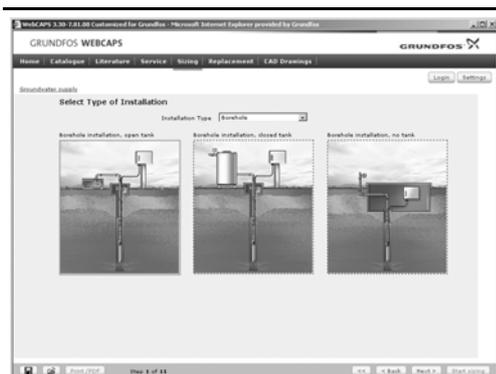 WebCAPS 3.30-7.01.00 Customized for Grundfos - Microsoft Internet Explorer provided by Grundfos
GRUNDFOS WEBCAPS
GRUNDFOS
Home | Catalogue | Literature | Service | Sizing | Replacement | CAD Drawings
Login Settings
Groundwater supply
Select Type of Installation
Installation Type Borehole
Borehole installation, open tank Borehole installation, closed tank Borehole installation, no tank
Print/PDF Step 1 of 11 << < Back Next > Start sizing